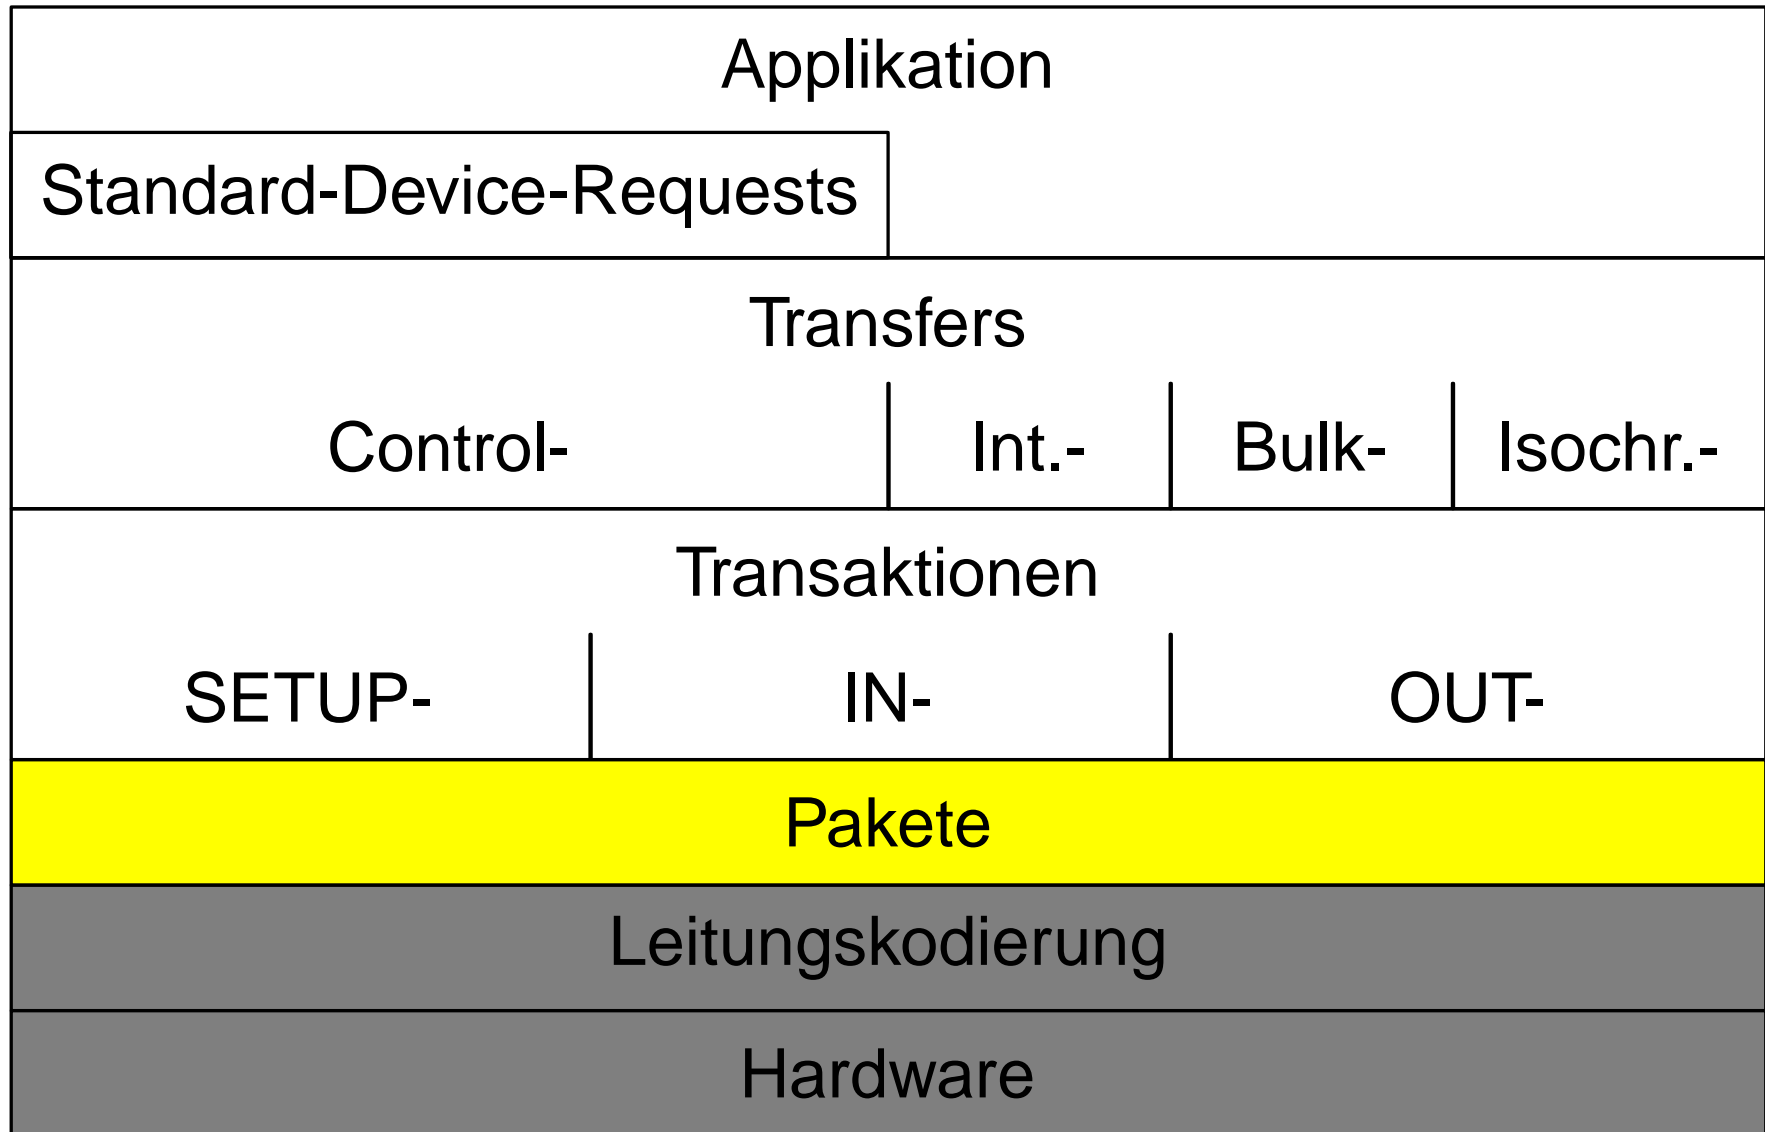 Applikation
Standard-Device-Requests
Transfers
Control- Int.- Bulk- Isochr.-
Transaktionen
SETUP- IN- OUT-
Pakete
Leitungskodierung
Hardware